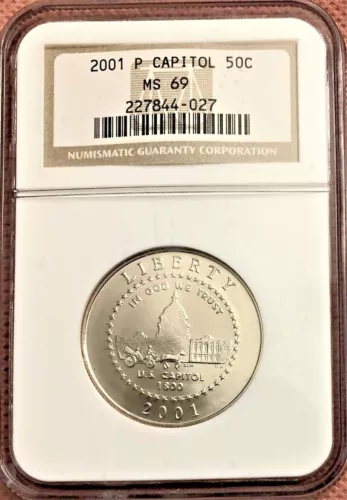 2001 P CAPITOL 50C
MS 69
227844-027
NUMISMATIC GUARANTY CORPORATION
LIBERTY
IN GOD WE TRUST
U.S. CAPITOL
1800
2001